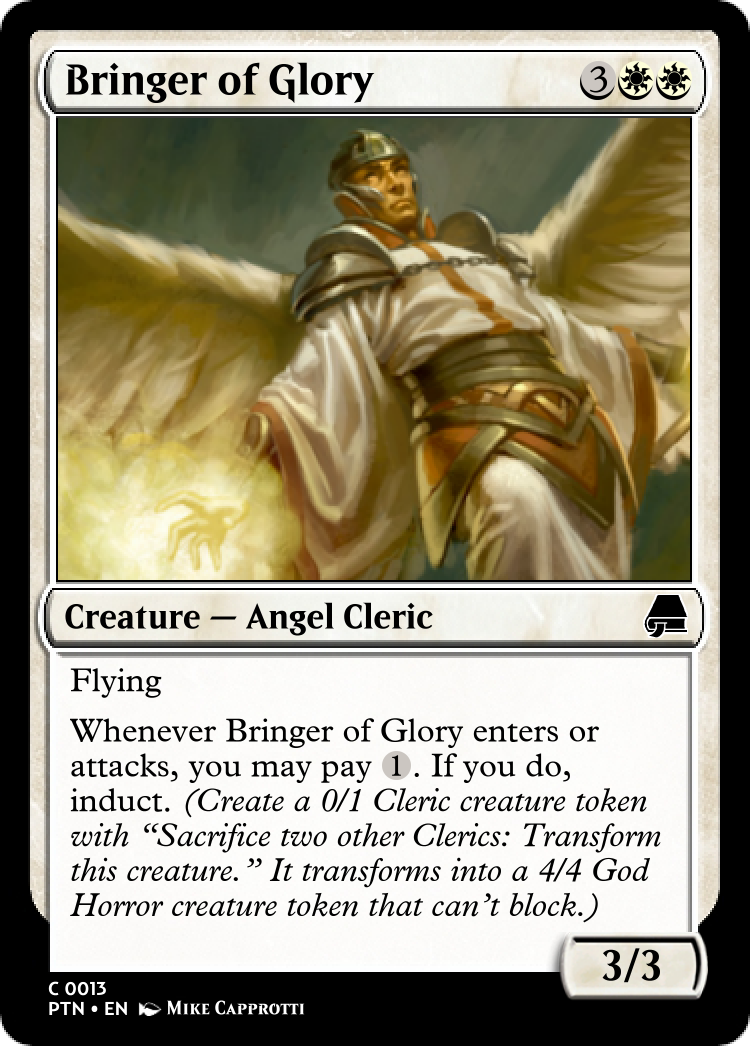 Bringer of Glory 3
Creature — Angel Cleric
Flying
Whenever Bringer of Glory enters or
attacks, you may pay 1. If you do,
induct. (Create a 0/1 Cleric creature token
with “Sacrifice two other Clerics: Transform
this creature.” It transforms into a 4/4 God
Horror creature token that can’t block.)
3/3
C 0013
PTN • EN Mike Capprotti